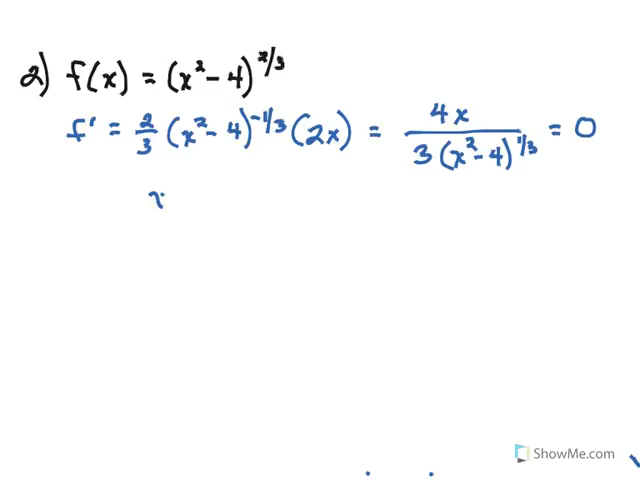 2) f(x) = (x² - 4)^2/3
f' = 2/3 (x² - 4)^-1/3 (2x) = 4x / 3(x² - 4)^1/3 = 0
ShowMe.com